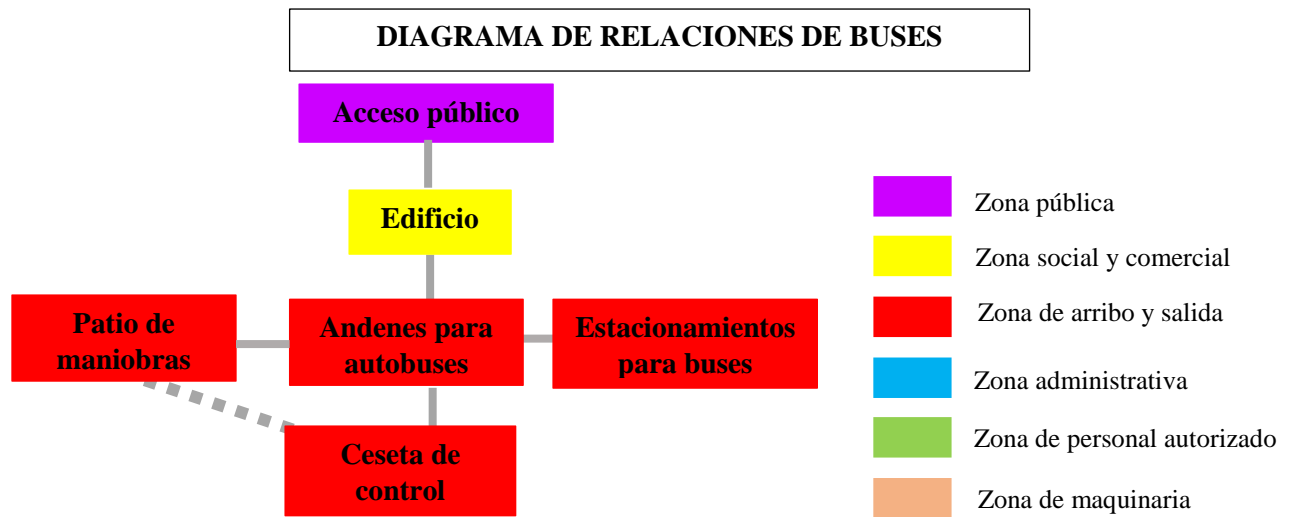 DIAGRAMA DE RELACIONES DE BUSES
Acceso público
Edificio
Patio de
maniobras
Andenes para
autobuses
Estacionamientos
para buses
Ceseta de
control
Zona pública
Zona social y comercial
Zona de arribo y salida
Zona administrativa
Zona de personal autorizado
Zona de maquinaria